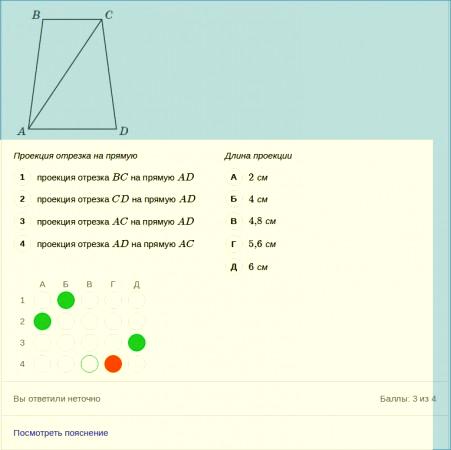 B C
A D
Проекция отрезка на прямую Длина проекции
1 проекция отрезка BC на прямую AD А 2 см
2 проекция отрезка CD на прямую AD Б 4 см
3 проекция отрезка AC на прямую AD В 4,8 см
4 проекция отрезка AD на прямую AC Г 5,6 см
Д 6 см
А Б В Г Д
1
2
3
4
Вы ответили неточно Баллы: 3 из 4
Посмотреть пояснение